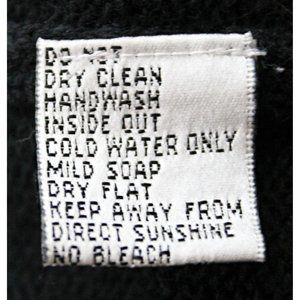 DO NOT
DRY CLEAN
HANDWASH
INSIDE OUT
COLD WATER ONLY
MILD SOAP
DRY FLAT
KEEP AWAY FROM
DIRECT SUNSHINE
NO BLEACH